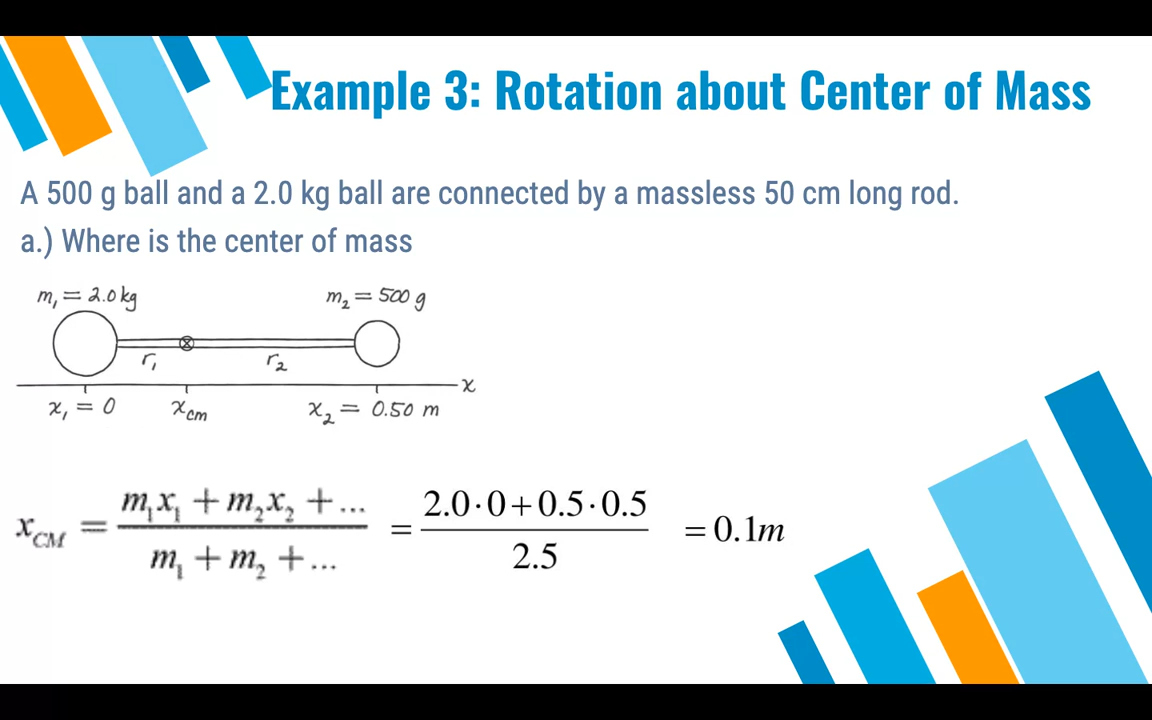 Example 3: Rotation about Center of Mass
A 500 g ball and a 2.0 kg ball are connected by a massless 50 cm long rod.
a.) Where is the center of mass
m₁ = 2.0 kg m₂ = 500 g
r₁ r₂
x
x₁ = 0 x_cm x₂ = 0.50 m
x_CM = (m₁x₁ + m₂x₂ + ...) / (m₁ + m₂ + ...) = (2.0·0+0.5·0.5) / 2.5 = 0.1m